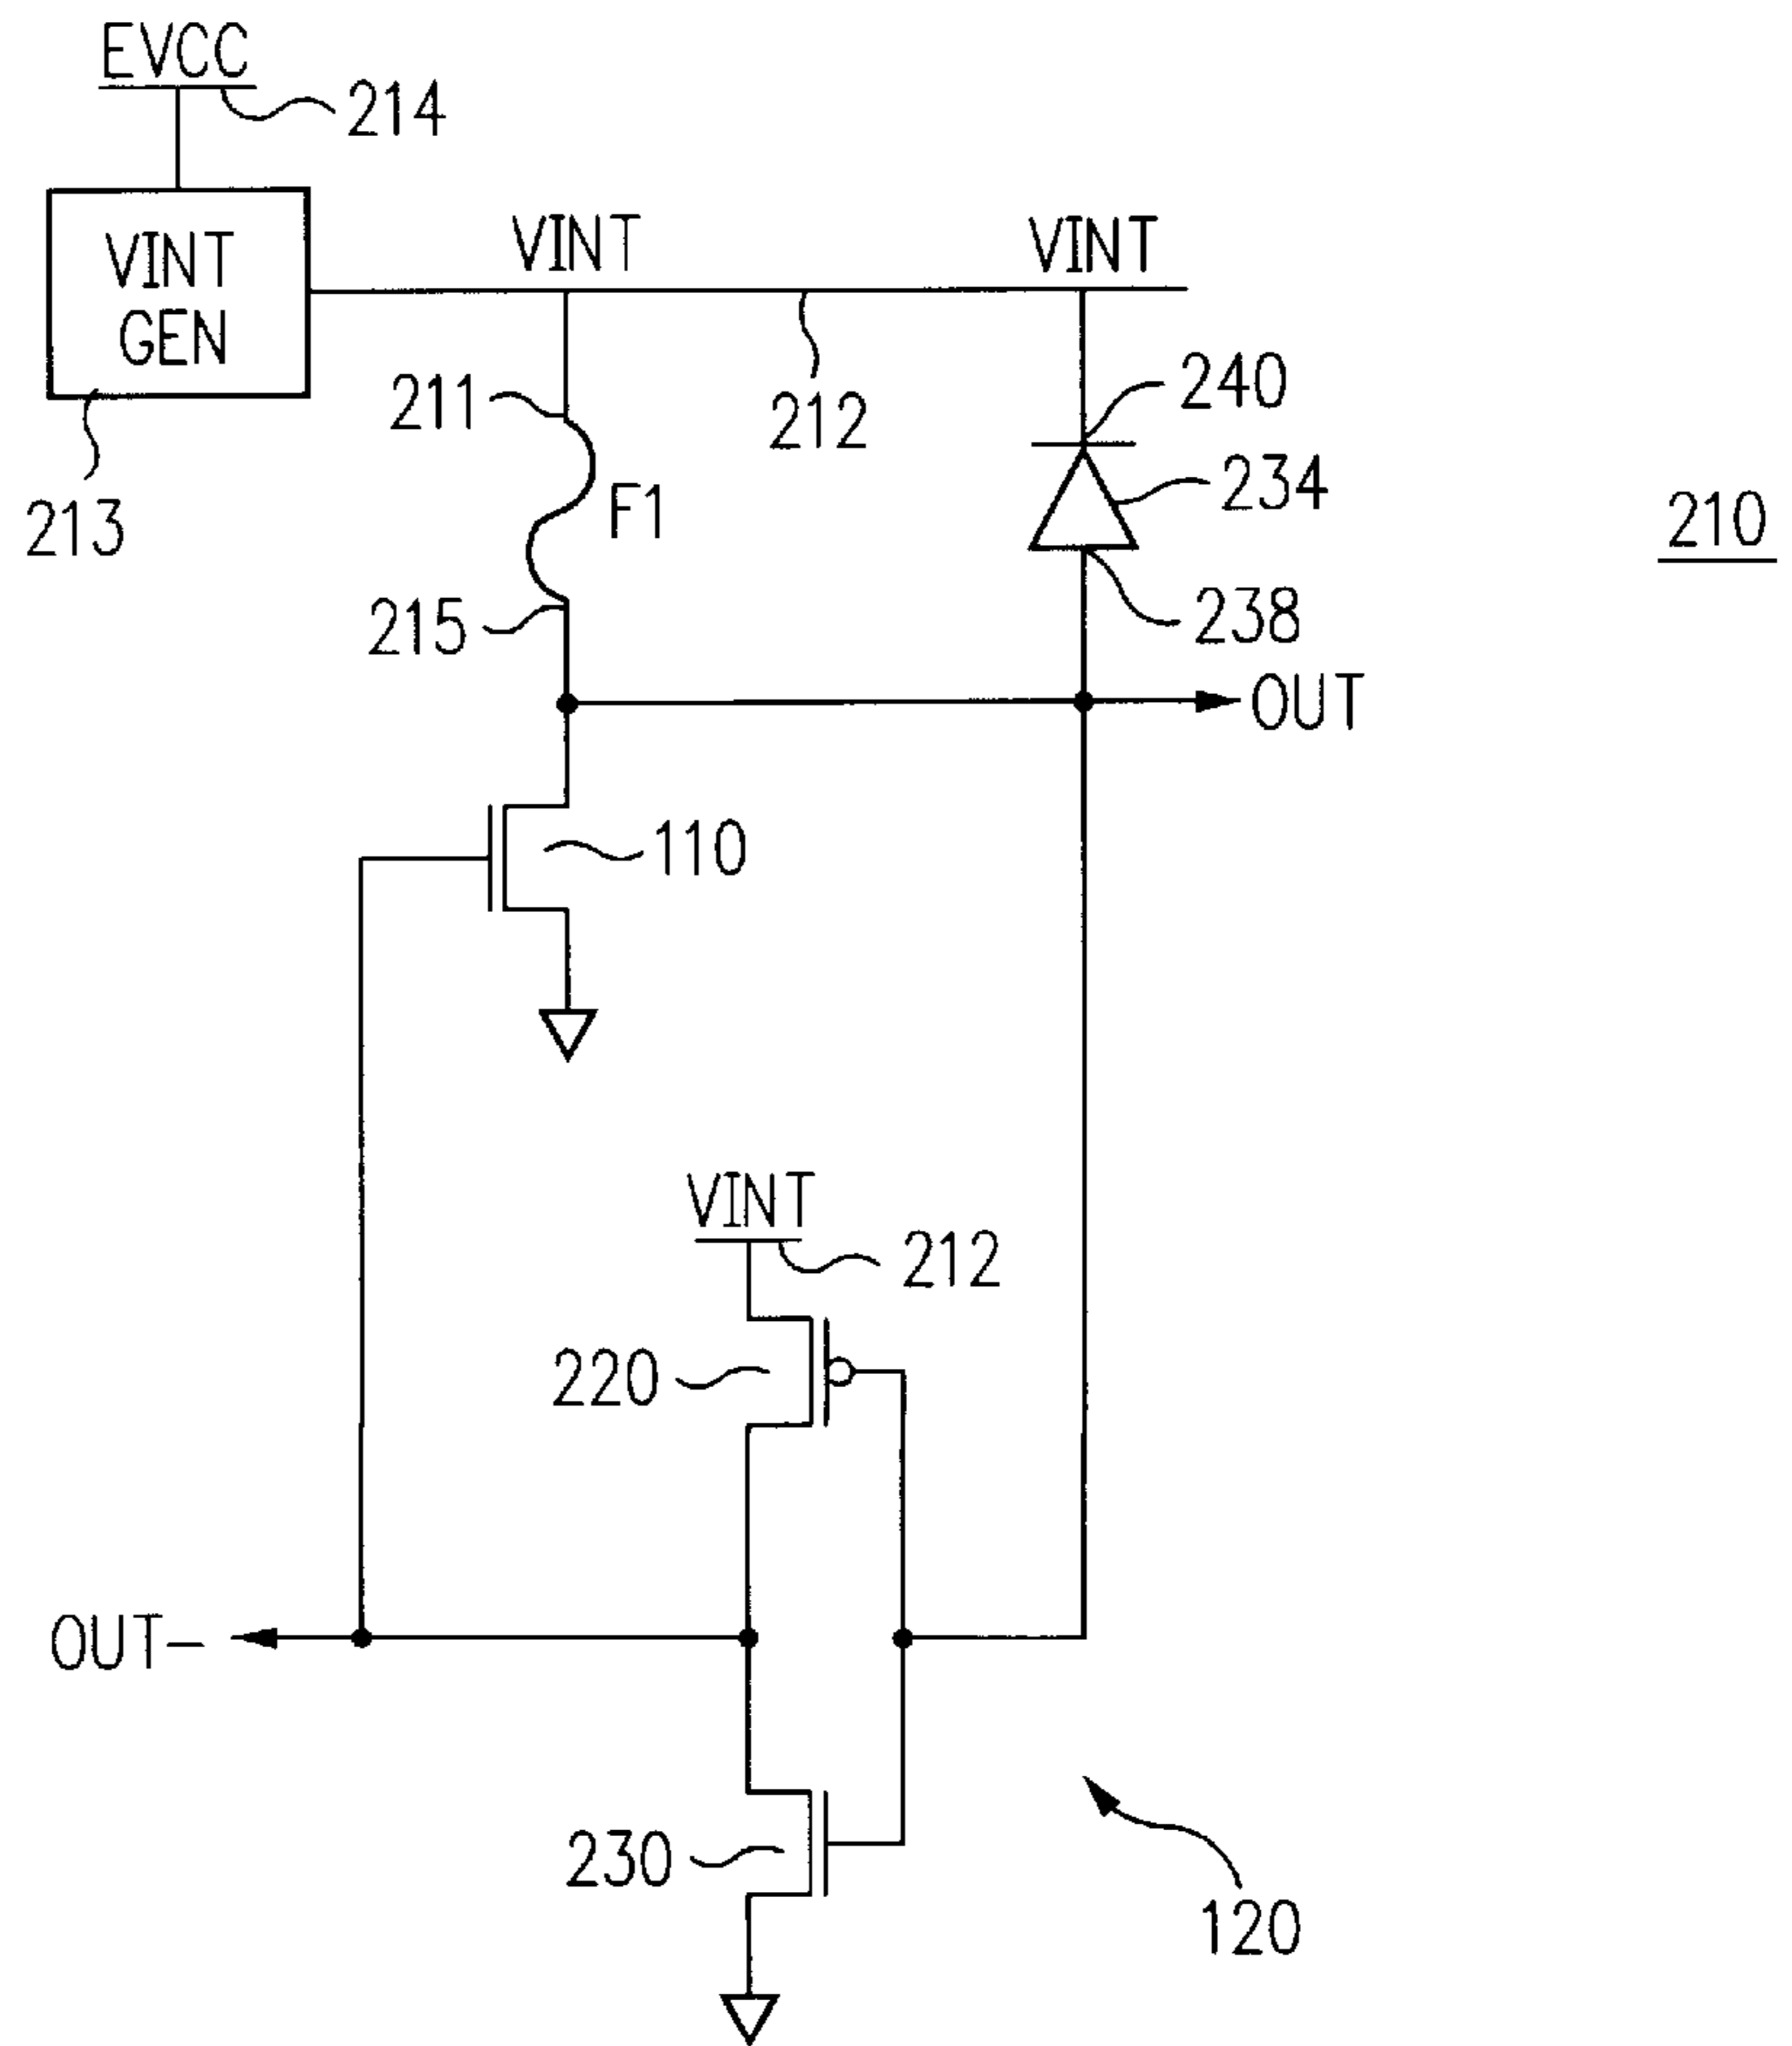 EVCC
214
VINT
GEN
VINT
VINT
211
212
240
234
210
213
F1
215
238
OUT
110
VINT
212
220
OUT-
230
120